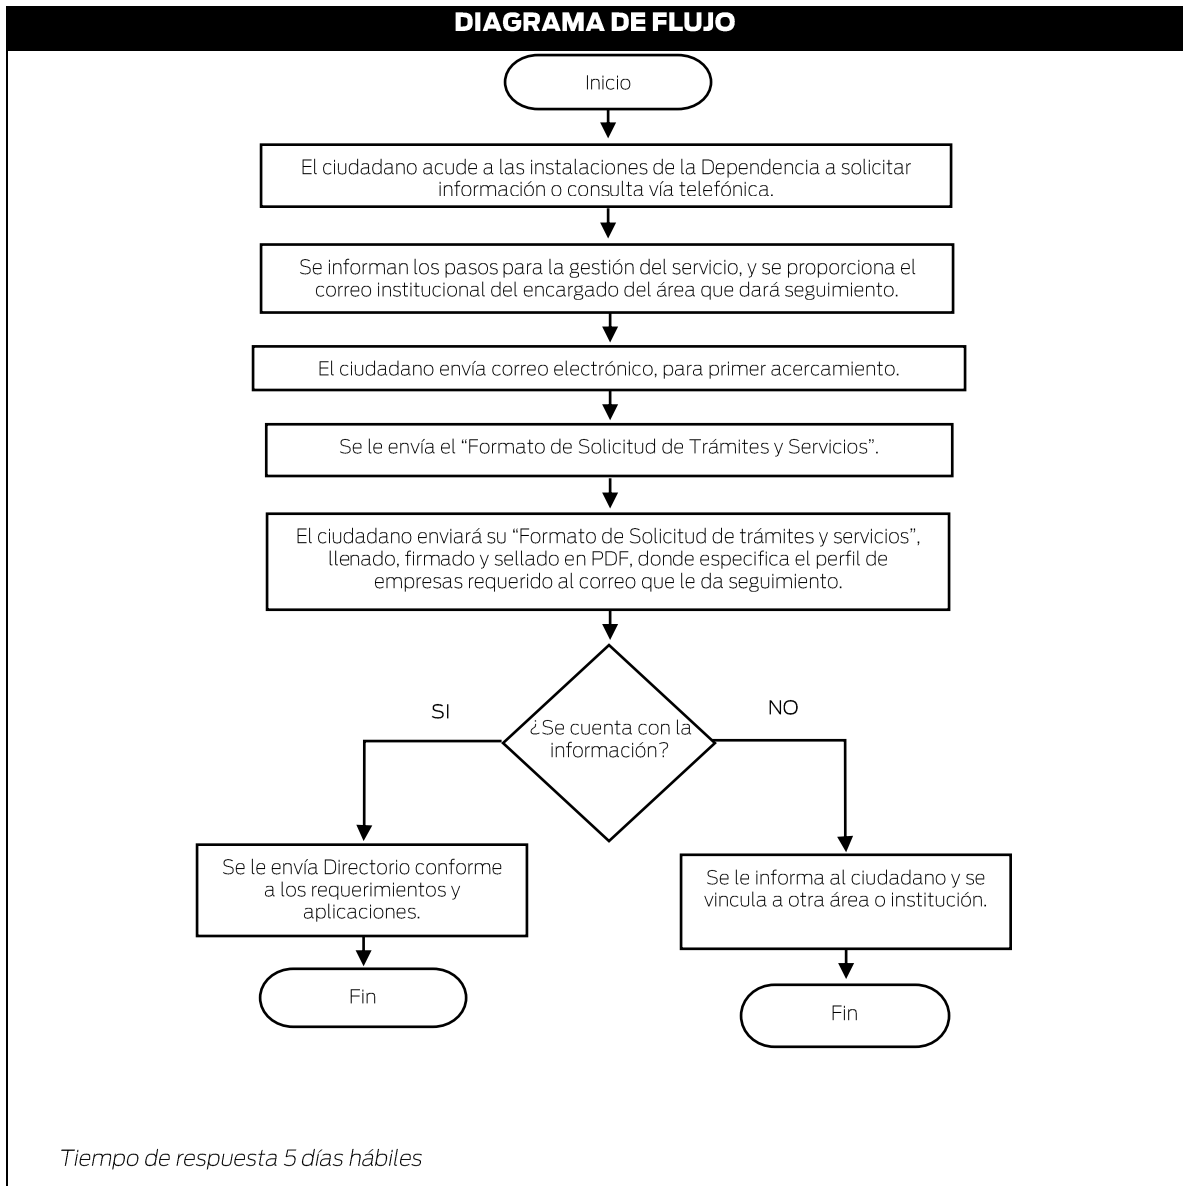 DIAGRAMA DE FLUJO
Inicio
El ciudadano acude a las instalaciones de la Dependencia a solicitar
información o consulta vía telefónica.
Se informan los pasos para la gestión del servicio, y se proporciona el
correo institucional del encargado del área que dará seguimiento.
El ciudadano envía correo electrónico, para primer acercamiento.
Se le envía el “Formato de Solicitud de Trámites y Servicios”.
El ciudadano enviará su “Formato de Solicitud de trámites y servicios”,
llenado, firmado y sellado en PDF, donde especifica el perfil de
empresas requerido al correo que le da seguimiento.
¿Se cuenta con la
información?
SI
NO
Se le envía Directorio conforme
a los requerimientos y
aplicaciones.
Fin
Se le informa al ciudadano y se
vincula a otra área o institución.
Fin
Tiempo de respuesta 5 días hábiles